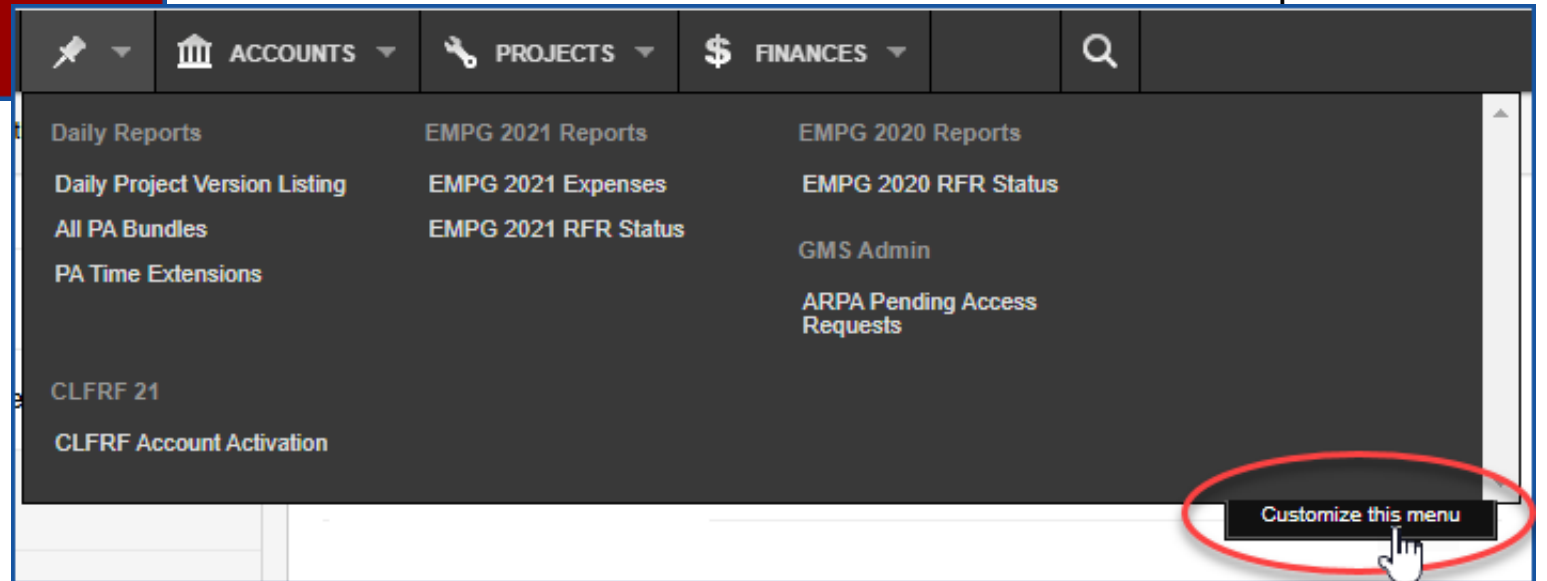 ACCOUNTS
PROJECTS
$ FINANCES
Daily Reports
Daily Project Version Listing
All PA Bundles
PA Time Extensions
EMPG 2021 Reports
EMPG 2021 Expenses
EMPG 2021 RFR Status
EMPG 2020 Reports
EMPG 2020 RFR Status
GMS Admin
ARPA Pending Access
Requests
CLFRF 21
CLFRF Account Activation
Customize this menu